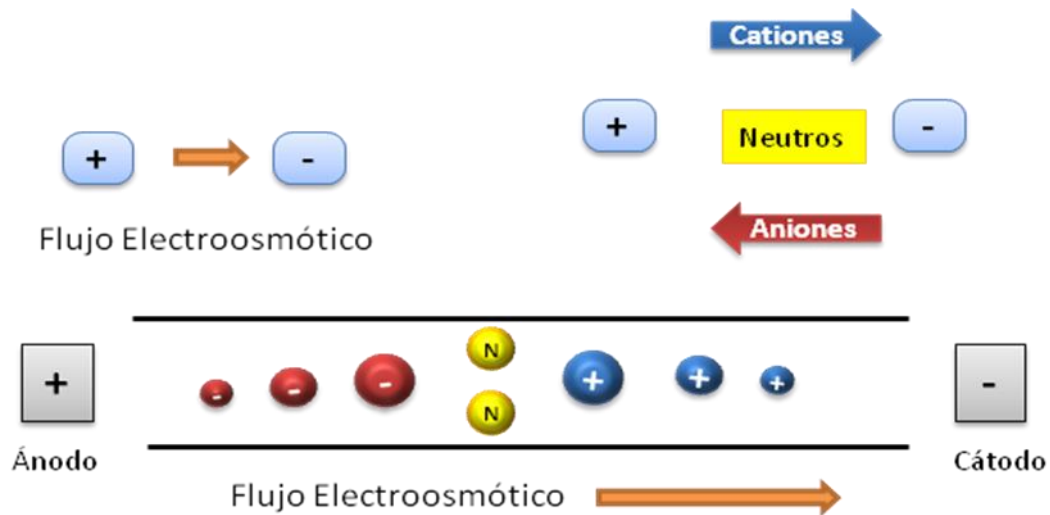 Cationes
+ - + Neutros -
Flujo Electroosmótico
Aniones
N
+ - - - + + + -
N
Ánodo Cátodo
Flujo Electroosmótico